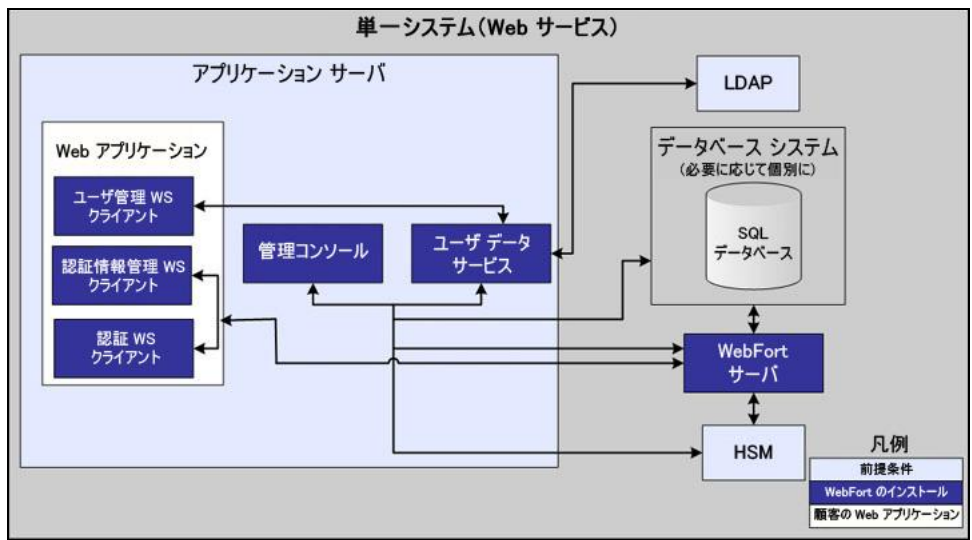 単一システム(Web サービス)
アプリケーション サーバ
LDAP
Web アプリケーション
データベース システム
(必要に応じて個別に)
ユーザ管理 WS
クライアント
管理コンソール
ユーザ データ
サービス
SQL
データベース
認証情報管理 WS
クライアント
認証 WS
クライアント
WebFort
サーバ
HSM
凡例
前提条件
WebFort のインストール
顧客の Web アプリケーション